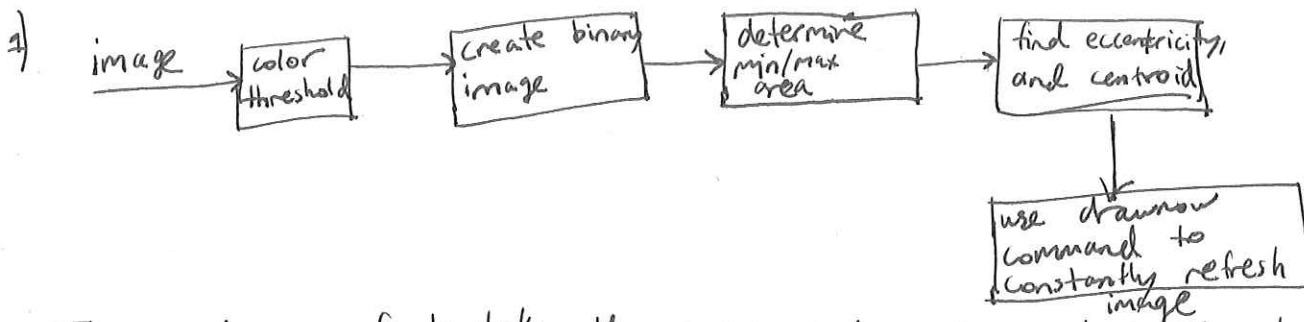 1)
image
color
threshold
create binary
image
determine
min/max
area
find eccentricity,
and centroid
use drawnow
command to
constantly refresh
image